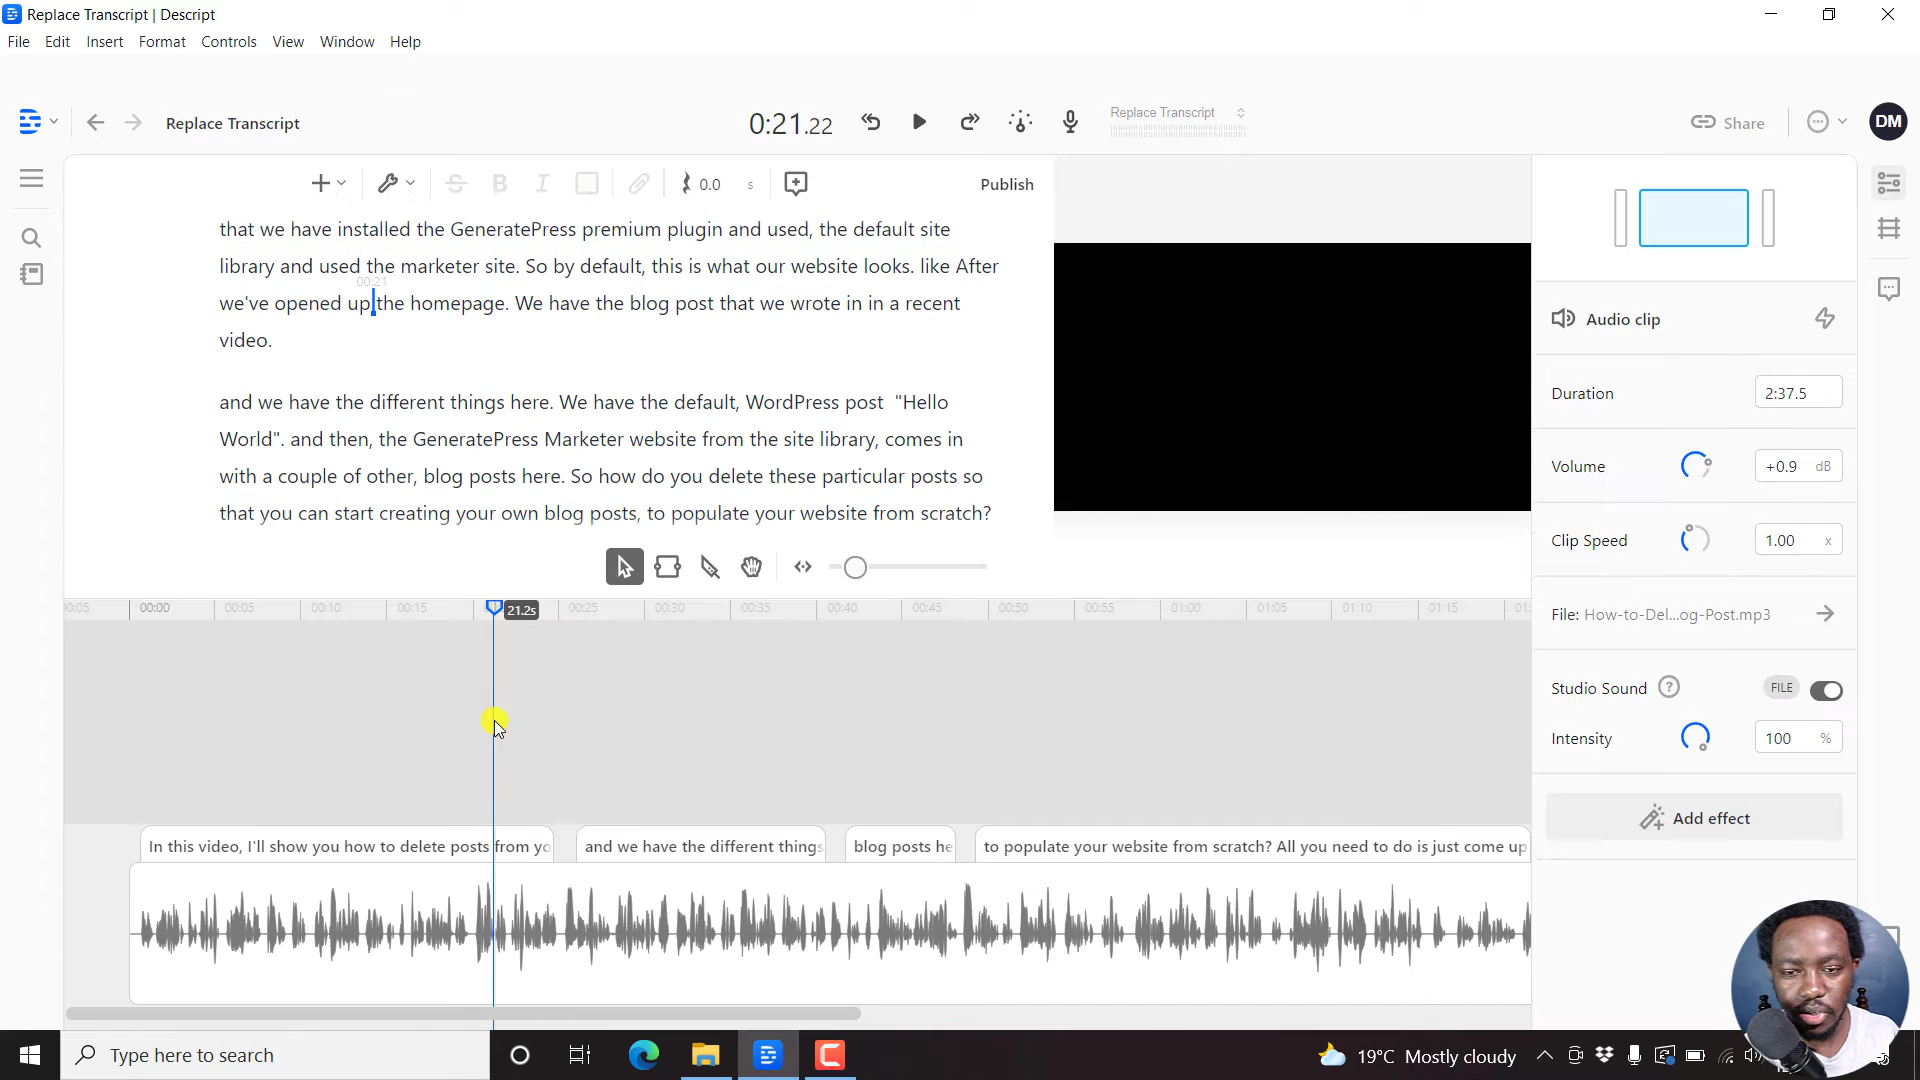 Replace Transcript | Descript
File Edit Insert Format Controls View Window Help
Replace Transcript
0:21.22
Replace Transcript
Share
DM
0.0 s
Publish
that we have installed the GeneratePress premium plugin and used, the default site
library and used the marketer site. So by default, this is what our website looks. like After
00:21
we've opened up the homepage. We have the blog post that we wrote in in a recent
video.
and we have the different things here. We have the default, WordPress post "Hello
World". and then, the GeneratePress Marketer website from the site library, comes in
with a couple of other, blog posts here. So how do you delete these particular posts so
that you can start creating your own blog posts, to populate your website from scratch?
Audio clip
Duration 2:37.5
Volume +0.9 dB
Clip Speed 1.00 x
File: How-to-Del...og-Post.mp3
Studio Sound ? FILE
Intensity 100 %
Add effect
00:05 00:00 00:05 00:10 00:15 21.2s 00:25 00:30 00:35 00:40 00:45 00:50 00:55 01:00 01:05 01:10 01:15
In this video, I'll show you how to delete posts from yo
and we have the different things
blog posts he
to populate your website from scratch? All you need to do is just come up
Type here to search
19°C Mostly cloudy